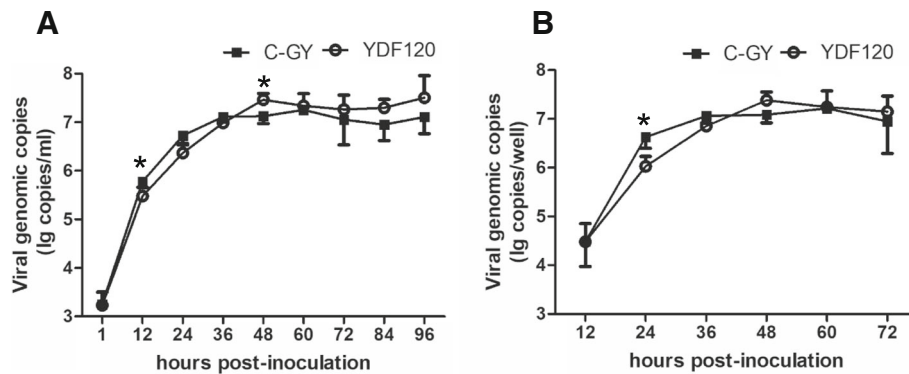 A
C-GY YDF120
Viral genomic copies
(lg copies/ml)
8
7
6
5
4
3
*
*
1 12 24 36 48 60 72 84 96
hours post-inoculation
B
C-GY YDF120
Viral genomic copies
(lg copies/well)
8
7
6
5
4
3
*
12 24 36 48 60 72
hours post-inoculation